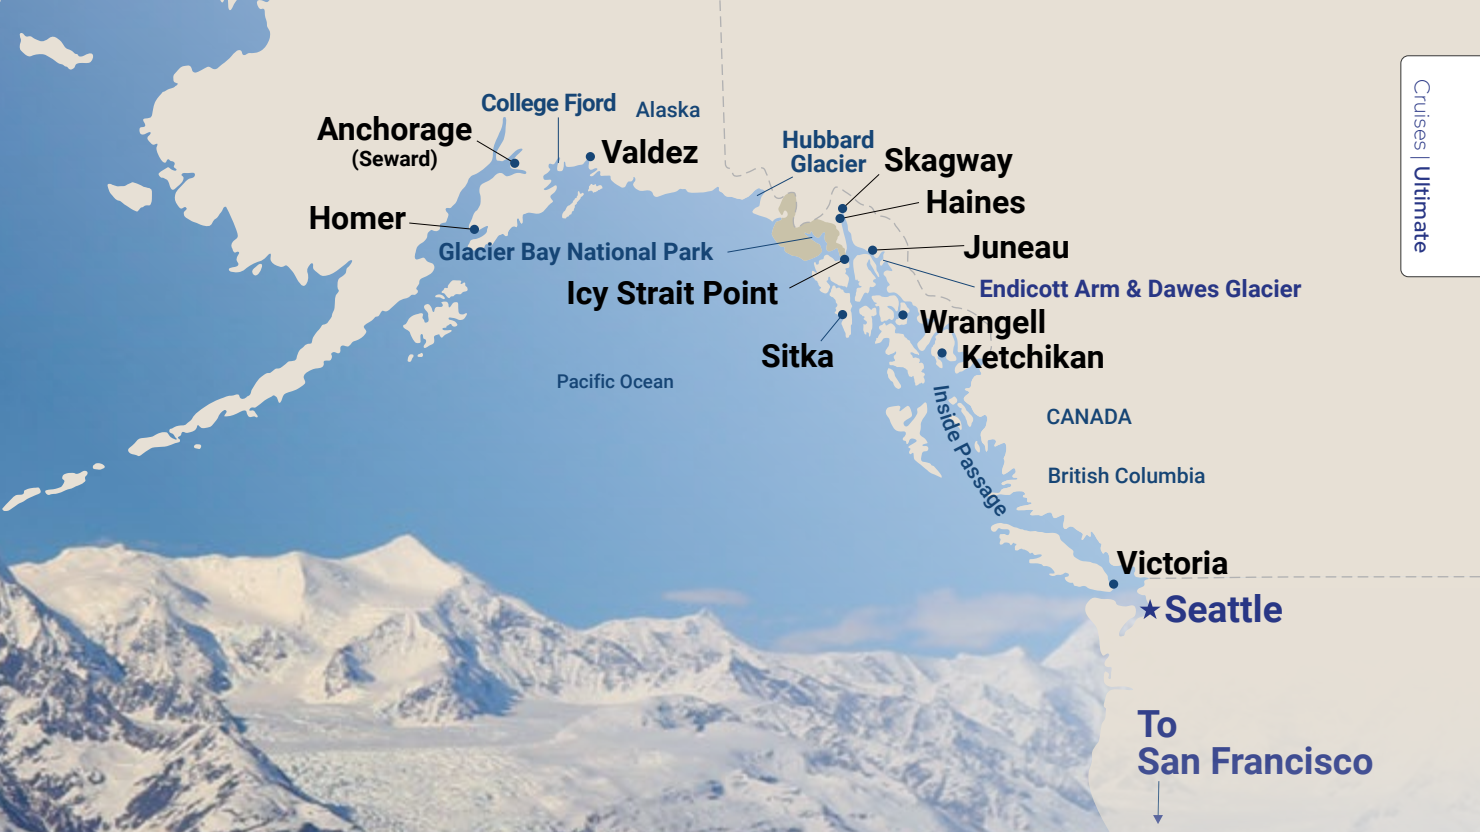 College Fjord
Alaska
Anchorage
(Seward)
Valdez
Hubbard
Glacier
Skagway
Haines
Homer
Glacier Bay National Park
Juneau
Icy Strait Point
Endicott Arm & Dawes Glacier
Wrangell
Sitka
Ketchikan
Pacific Ocean
Inside Passage
CANADA
British Columbia
Victoria
★Seattle
To
San Francisco
Cruises | Ultimate